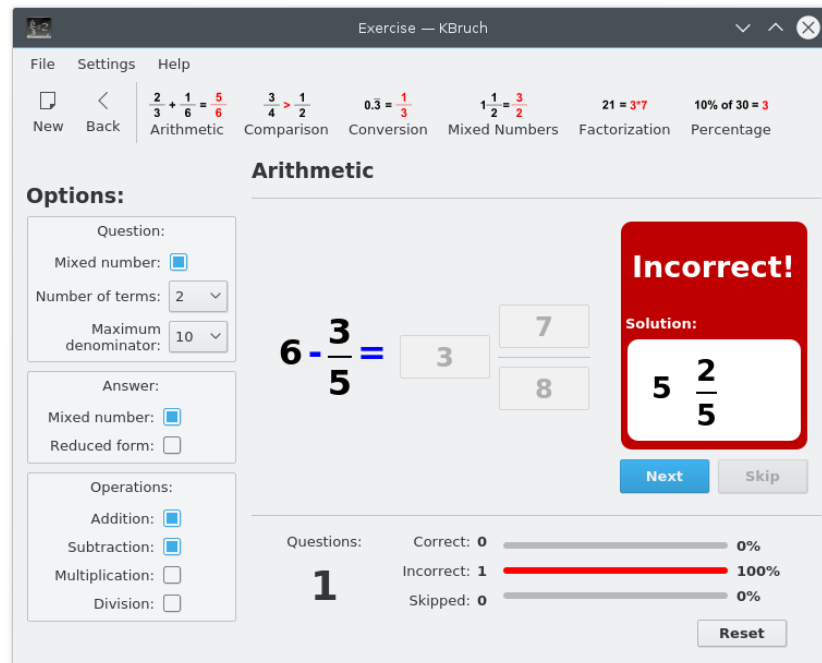 Exercise — KBruch
File Settings Help
New Back
2/3 + 1/6 = 5/6 Arithmetic
3/4 > 1/2 Comparison
0.3̅ = 1/3 Conversion
1 1/2 = 3/2 Mixed Numbers
21 = 3*7 Factorization
10% of 30 = 3 Percentage
Options:
Question:
Mixed number:
Number of terms: 2
Maximum
denominator: 10
Answer:
Mixed number:
Reduced form:
Operations:
Addition:
Subtraction:
Multiplication:
Division:
Arithmetic
6 - 3/5 = 3 7/8
Incorrect!
Solution:
5 2/5
Next Skip
Questions:
1
Correct: 0 0%
Incorrect: 1 100%
Skipped: 0 0%
Reset